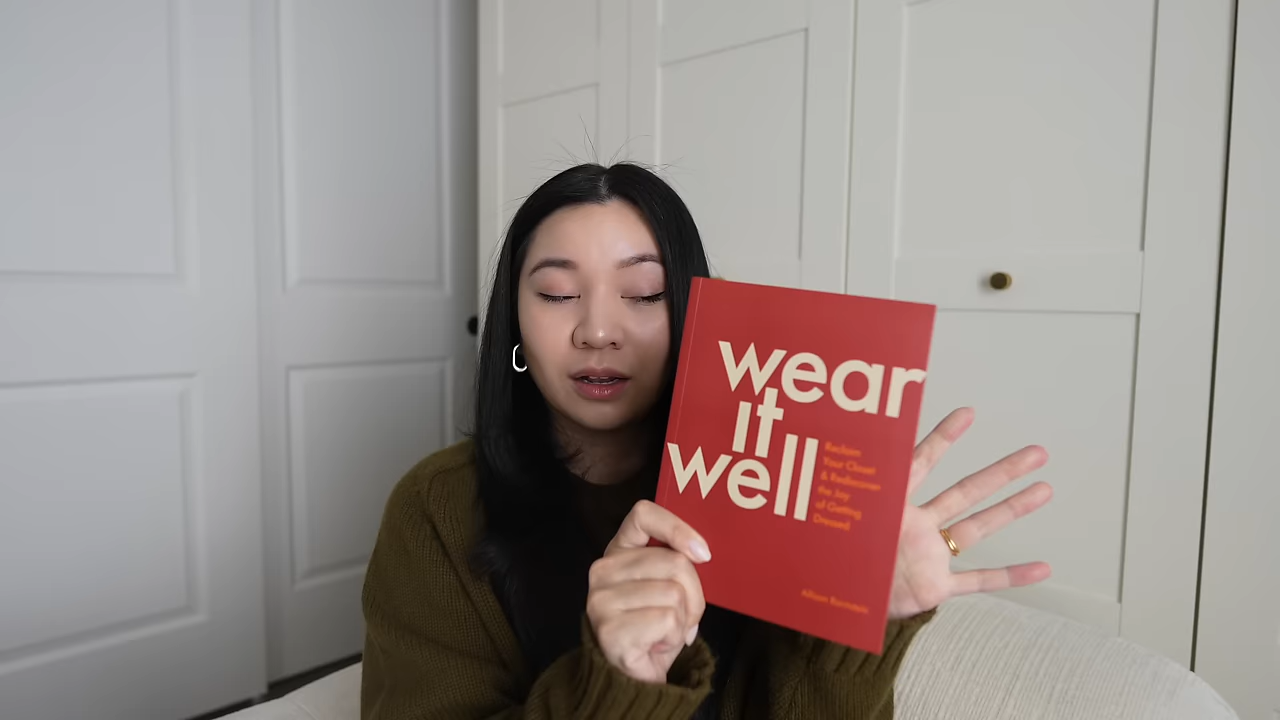 wear
it
well
Reclaim
Your Closet
& Rediscover
the Joy
of Getting
Dressed
Allison Bornstein